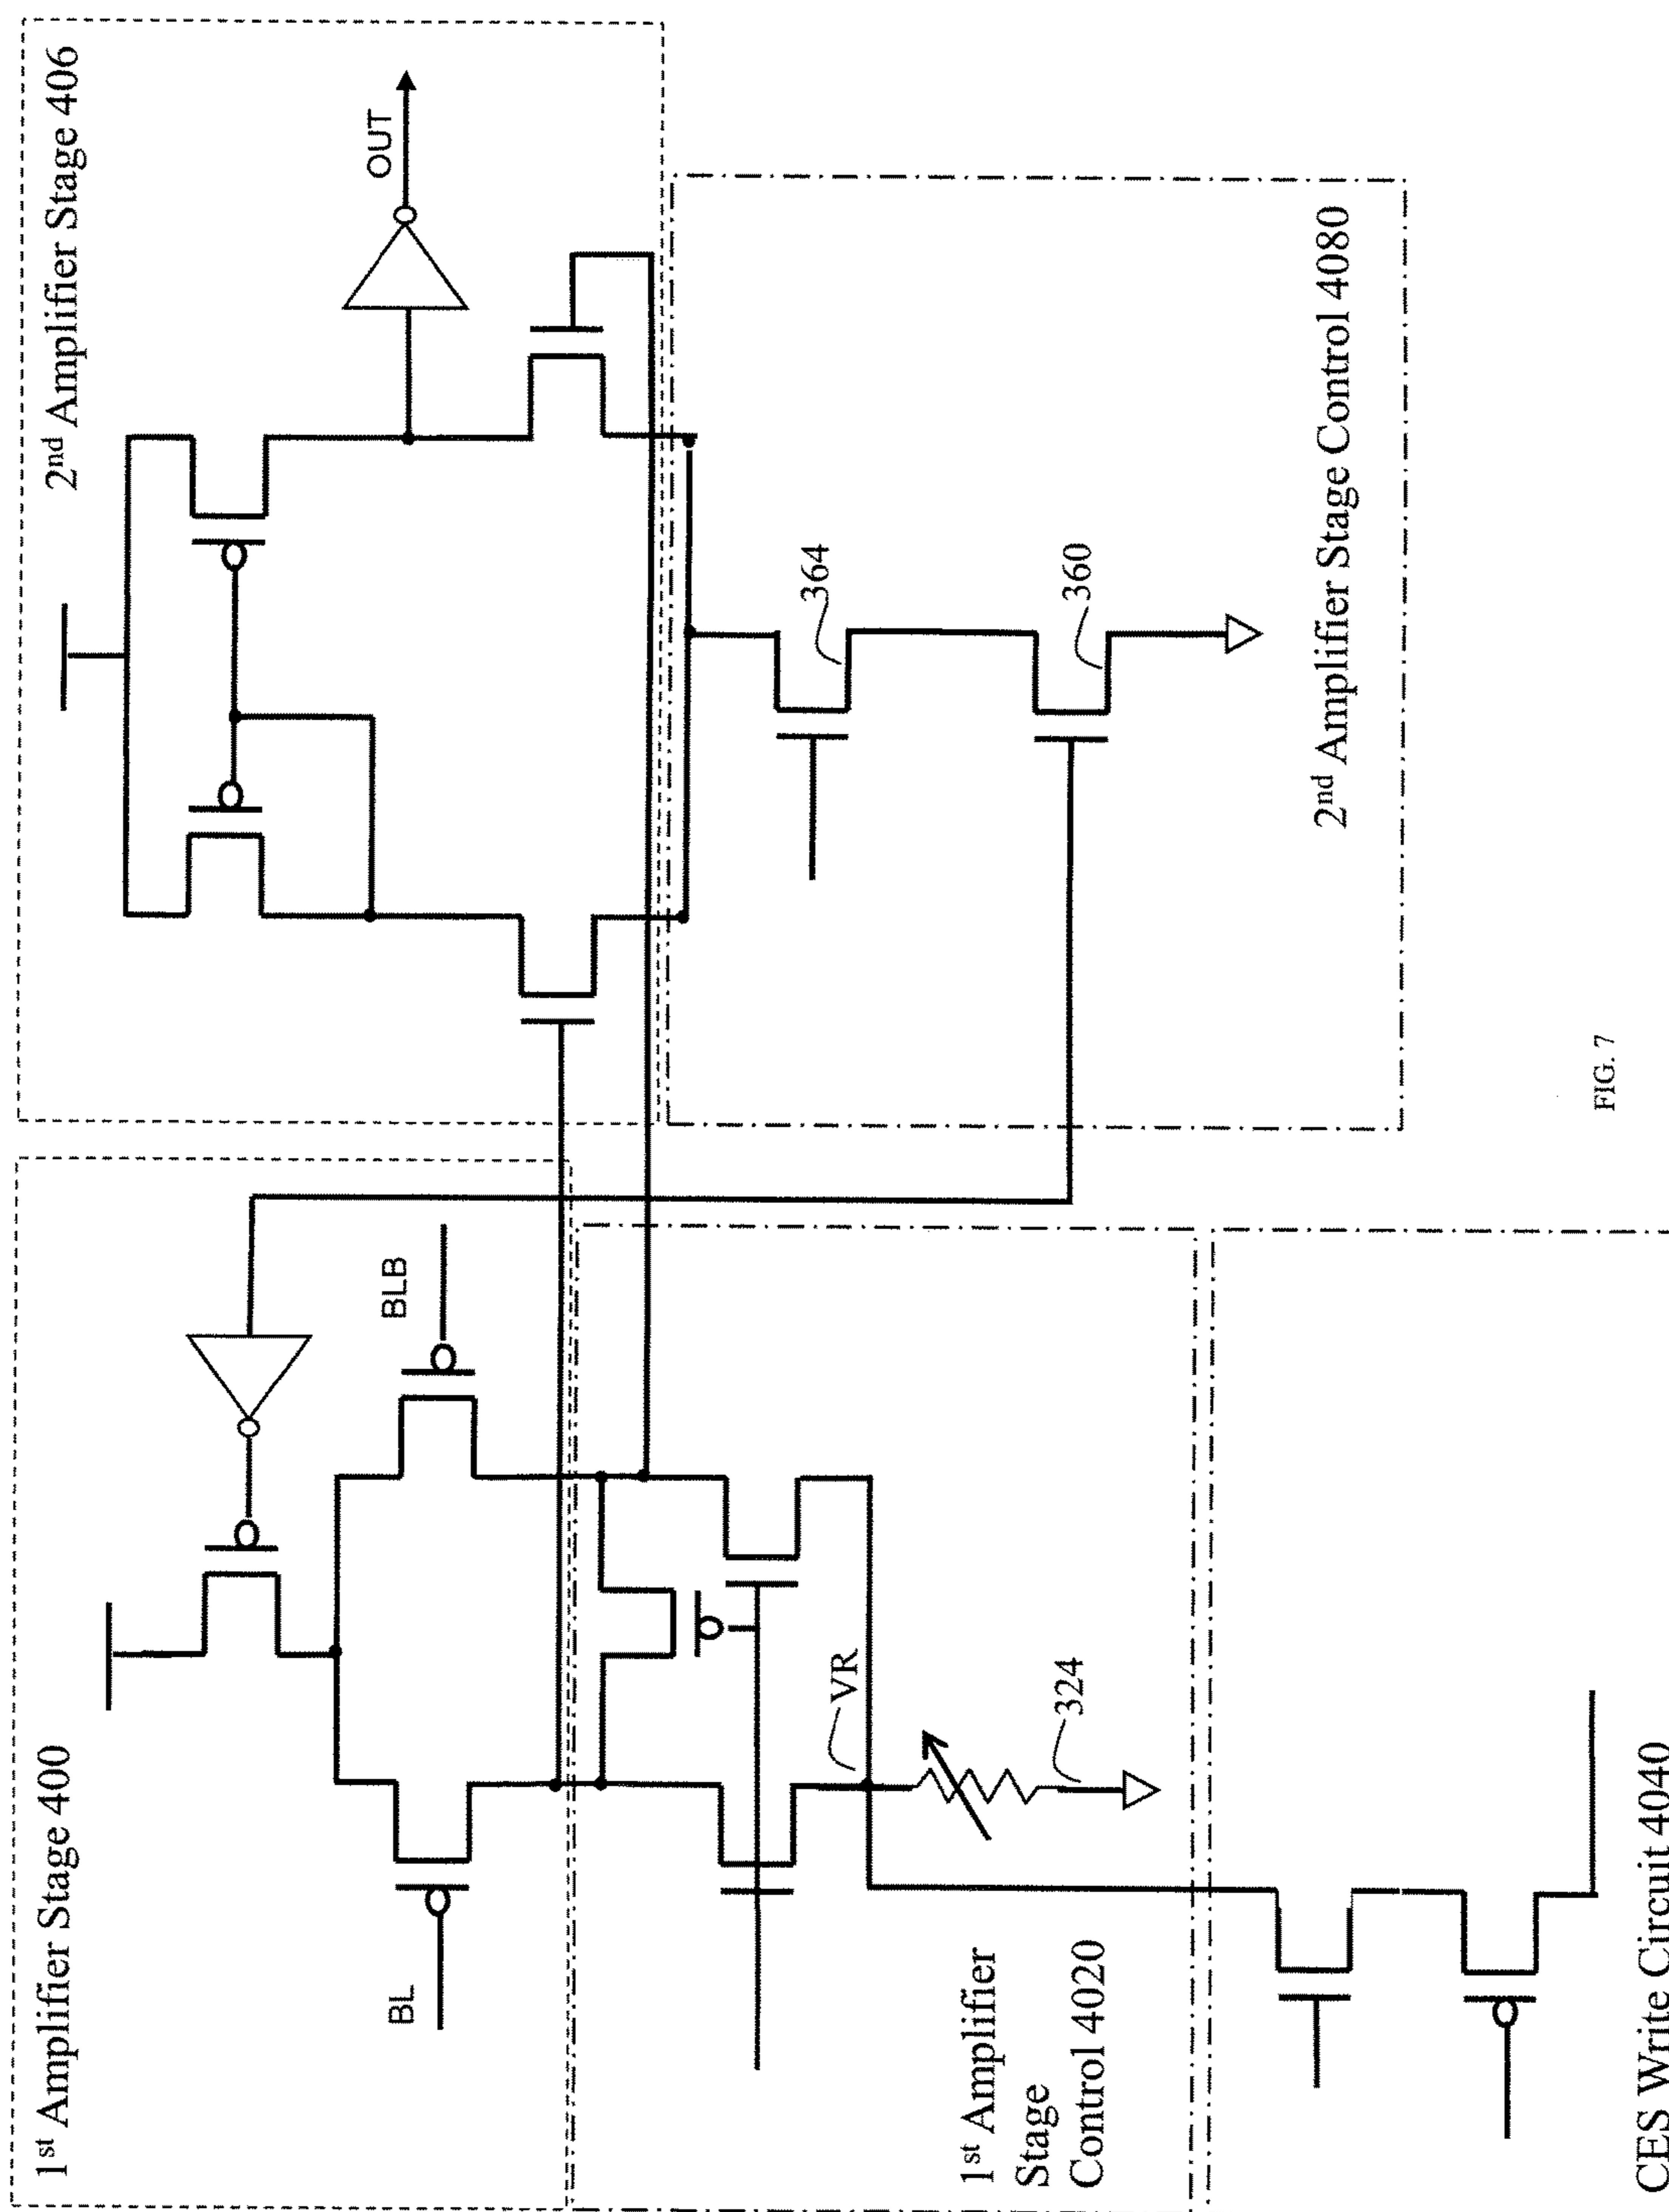 1st Amplifier Stage 400
BL
BLB
1st Amplifier
Stage
Control 4020
VR
324
CES Write Circuit 4040
2nd Amplifier Stage 406
OUT
364
360
2nd Amplifier Stage Control 4080
FIG. 7